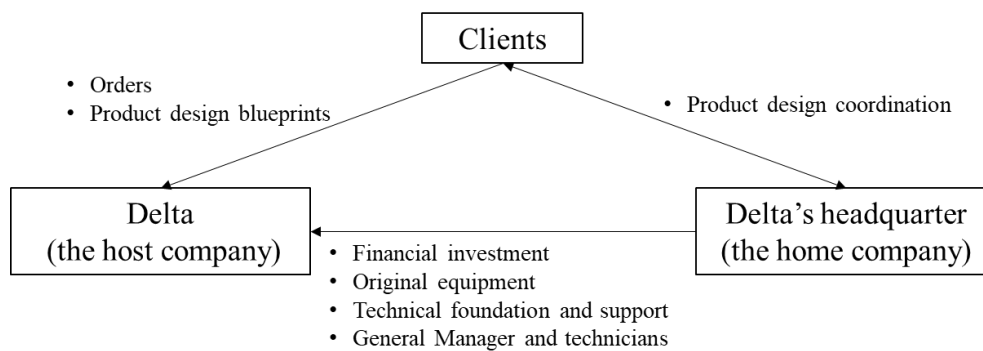 Clients
• Orders
• Product design blueprints
• Product design coordination
Delta
(the host company)
Delta’s headquarter
(the home company)
• Financial investment
• Original equipment
• Technical foundation and support
• General Manager and technicians